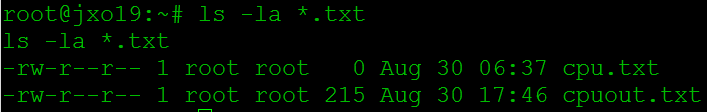 root@jxo19:~# ls -la *.txt
ls -la *.txt
-rw-r--r-- 1 root root   0 Aug 30 06:37 cpu.txt
-rw-r--r-- 1 root root 215 Aug 30 17:46 cpuout.txt